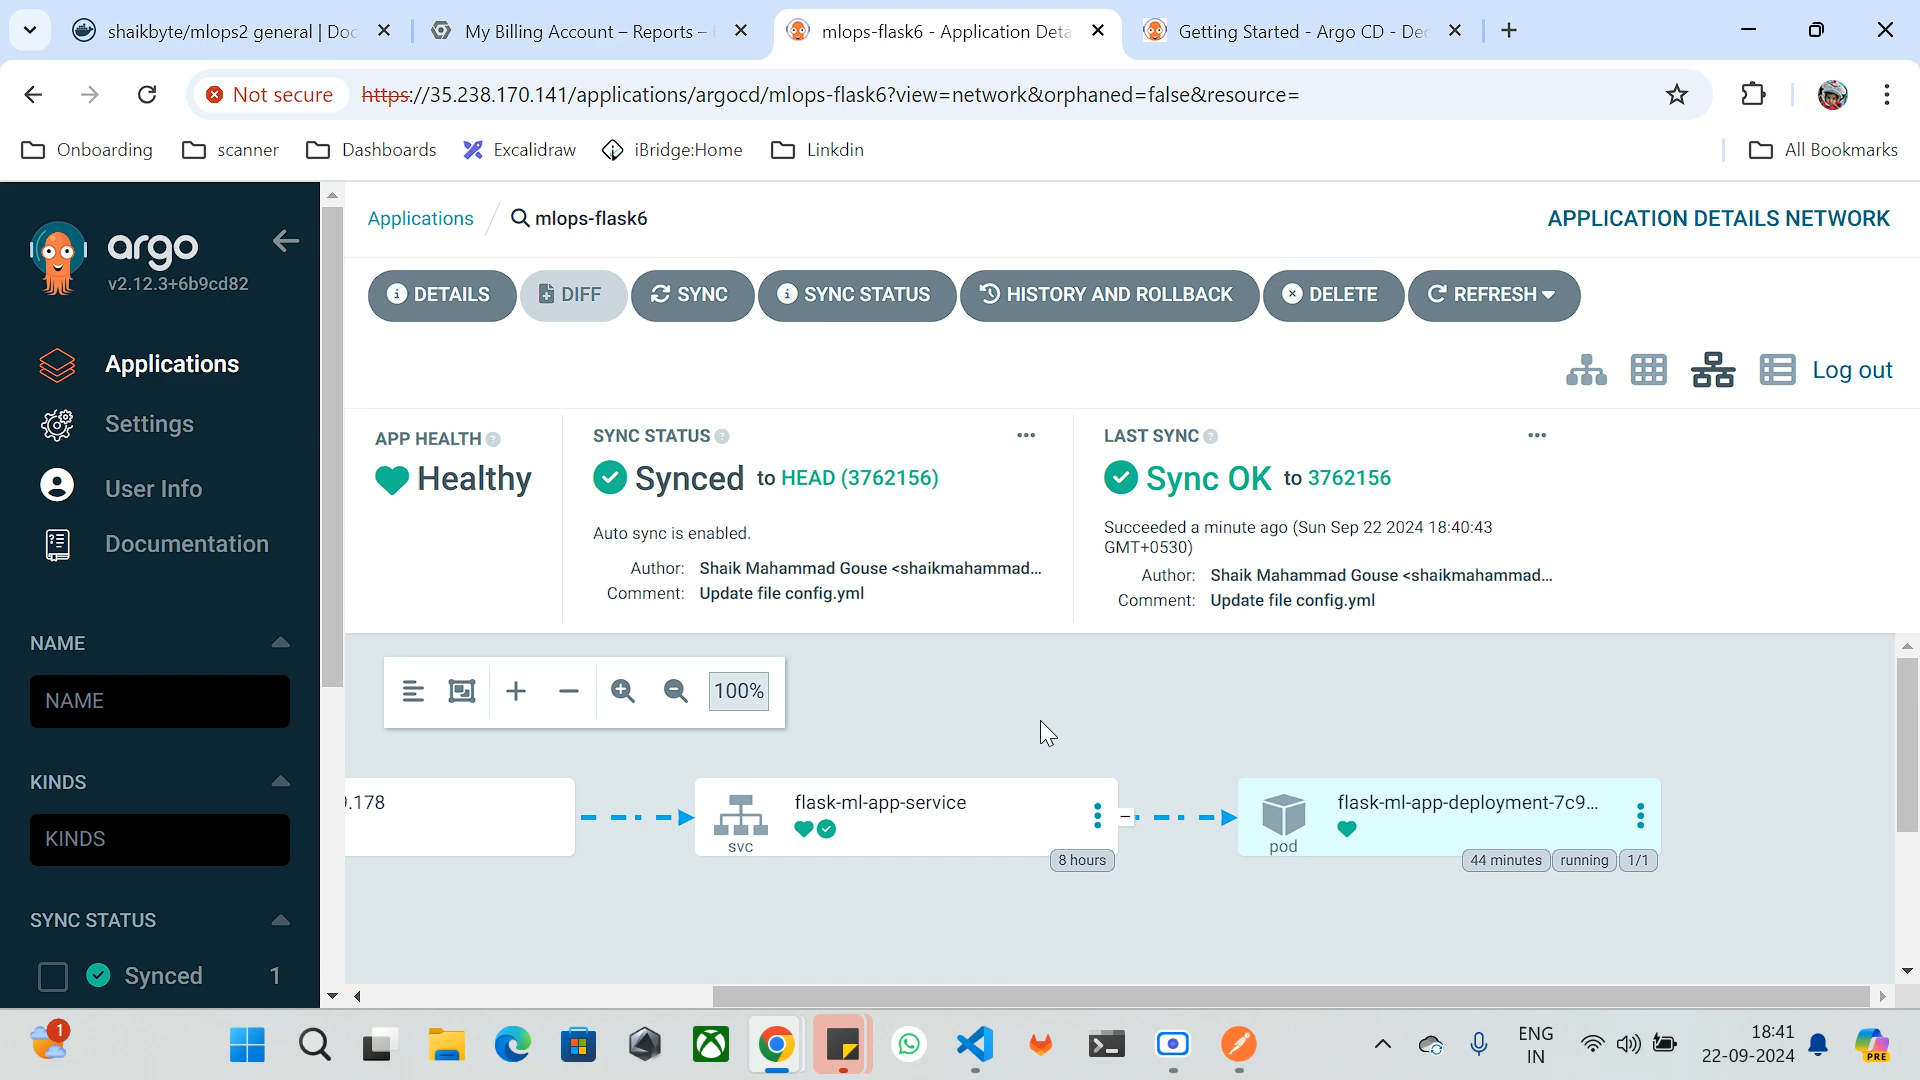 shaikbyte/mlops2 general | Doc
My Billing Account – Reports –
mlops-flask6 - Application Deta
Getting Started - Argo CD - Dec
Not secure
https://35.238.170.141/applications/argocd/mlops-flask6?view=network&orphaned=false&resource=
Onboarding
scanner
Dashboards
Excalidraw
iBridge:Home
Linkdin
All Bookmarks
argo
v2.12.3+6b9cd82
Applications
Settings
User Info
Documentation
NAME
NAME
KINDS
KINDS
SYNC STATUS
Synced 1
Applications
mlops-flask6
APPLICATION DETAILS NETWORK
DETAILS
DIFF
SYNC
SYNC STATUS
HISTORY AND ROLLBACK
DELETE
REFRESH
Log out
APP HEALTH
Healthy
SYNC STATUS
Synced to HEAD (3762156)
Auto sync is enabled.
Author: Shaik Mahammad Gouse <shaikmahammad...
Comment: Update file config.yml
LAST SYNC
Sync OK to 3762156
Succeeded a minute ago (Sun Sep 22 2024 18:40:43
GMT+0530)
Author: Shaik Mahammad Gouse <shaikmahammad...
Comment: Update file config.yml
100%
.178
flask-ml-app-service
svc
8 hours
flask-ml-app-deployment-7c9...
pod
44 minutes
running
1/1
1
ENG
IN
18:41
22-09-2024
PRE